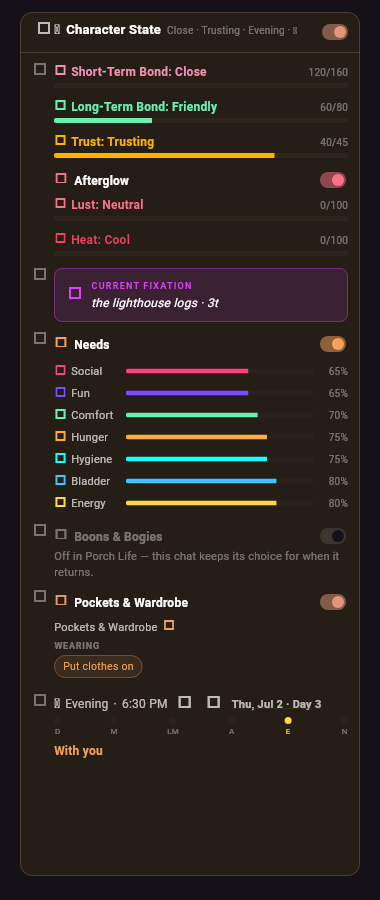 Character State Close · Trusting · Evening ·
Short-Term Bond: Close 120/160
Long-Term Bond: Friendly 60/80
Trust: Trusting 40/45
Afterglow
Lust: Neutral 0/100
Heat: Cool 0/100
CURRENT FIXATION
the lighthouse logs · 3t
Needs
Social 65%
Fun 65%
Comfort 70%
Hunger 75%
Hygiene 75%
Bladder 80%
Energy 80%
Boons & Bogies
Off in Porch Life — this chat keeps its choice for when it
returns.
Pockets & Wardrobe
Pockets & Wardrobe
WEARING
Put clothes on
Evening · 6:30 PM Thu, Jul 2 · Day 3
D M LM A E N
With you